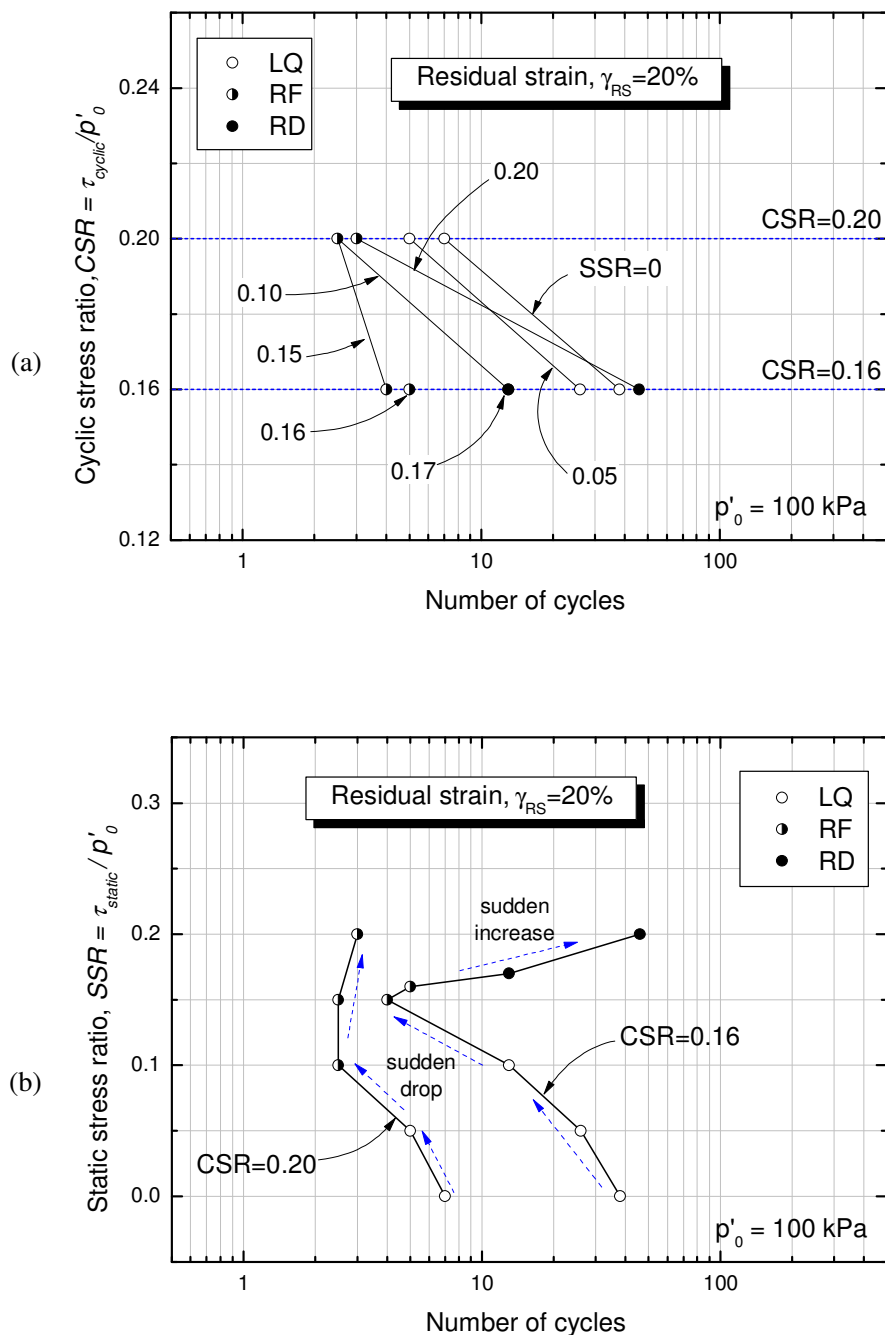 (a)
Cyclic stress ratio, CSR = τcyclic/p'0
0.24
0.20
0.16
0.12
LQ
RF
RD
Residual strain, γRS=20%
0.20
CSR=0.20
SSR=0
0.10
0.15
CSR=0.16
0.16
0.17
0.05
p'0 = 100 kPa
1
10
100
Number of cycles
(b)
Static stress ratio, SSR = τstatic/ p'0
0.3
0.2
0.1
0.0
Residual strain, γRS=20%
LQ
RF
RD
sudden
increase
CSR=0.16
sudden
drop
CSR=0.20
p'0 = 100 kPa
1
10
100
Number of cycles